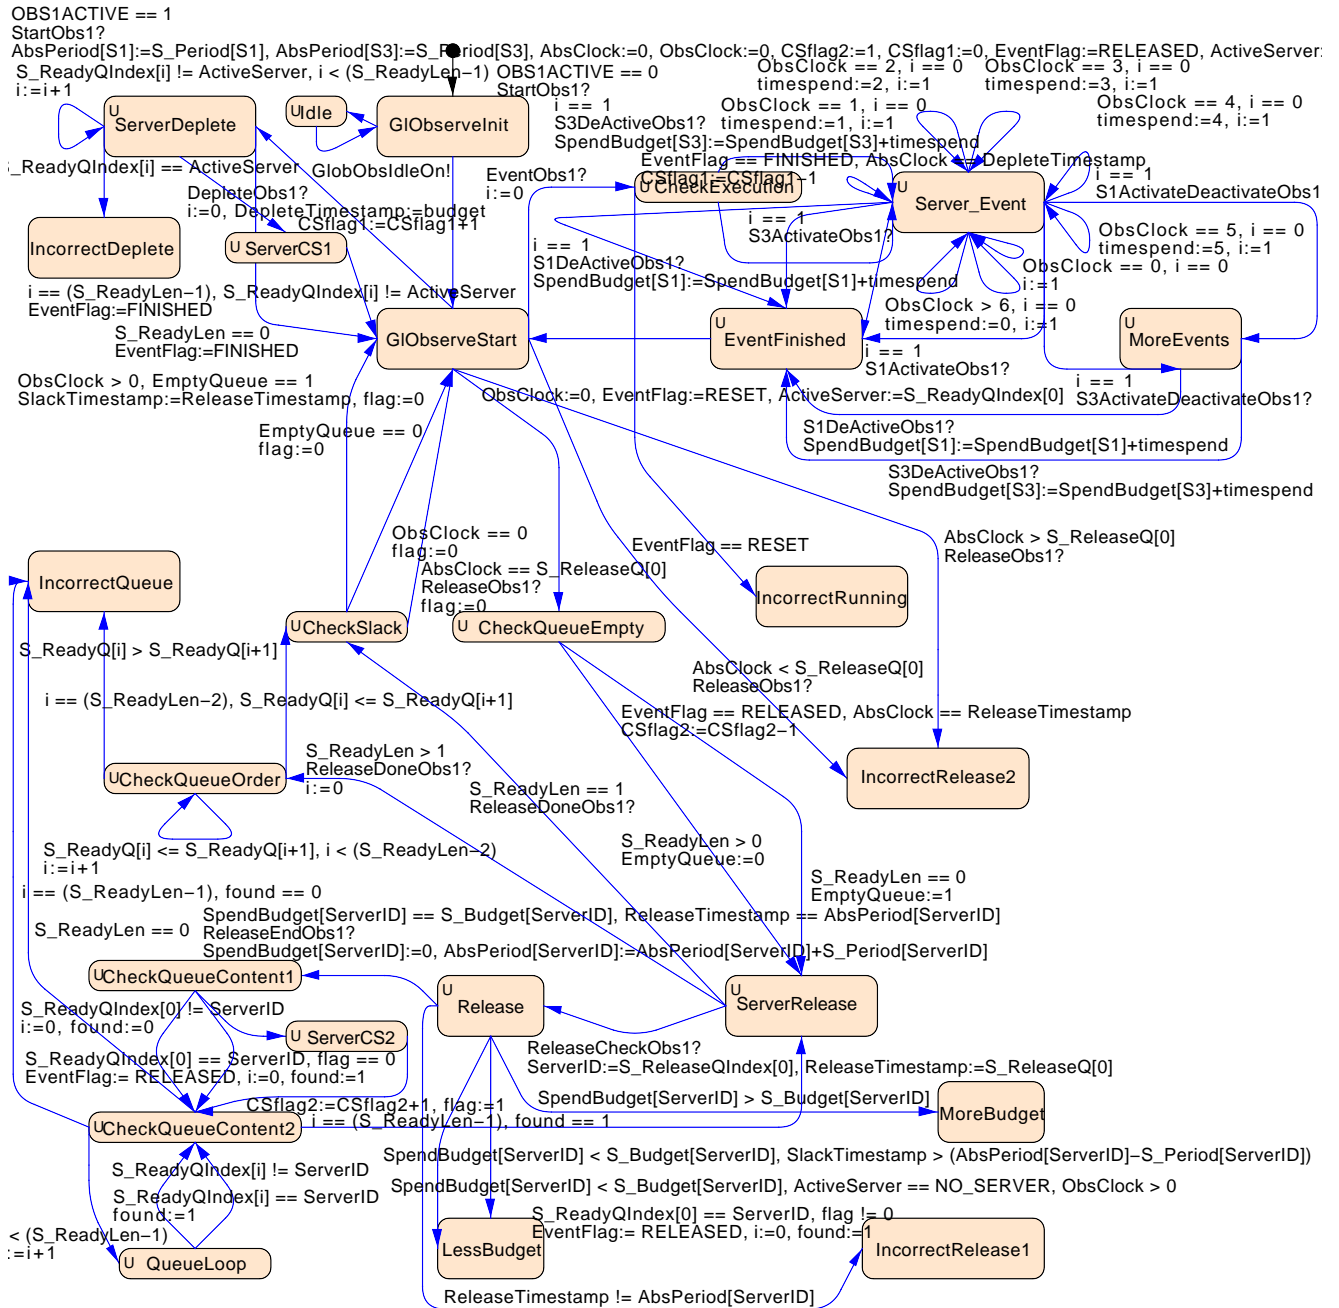 OBS1ACTIVE == 1
StartObs1?
AbsPeriod[S1]:=S_Period[S1], AbsPeriod[S3]:=S_Period[S3], AbsClock:=0, ObsClock:=0, CSflag2:=1, CSflag1:=0, EventFlag:=RELEASED, ActiveServer:
S_ReadyQIndex[i] != ActiveServer, i < (S_ReadyLen-1)
i:=i+1
OBS1ACTIVE == 0
StartObs1?
ObsClock == 2, i == 0
timespend:=2, i:=1
ObsClock == 3, i == 0
timespend:=3, i:=1
ObsClock == 4, i == 0
timespend:=4, i:=1
ObsClock == 1, i == 0
timespend:=1, i:=1
i == 1
S3DeActiveObs1?
SpendBudget[S3]:=SpendBudget[S3]+timespend
U
ServerDeplete
U
Idle
U
GlObserveInit
GlobObsIdleOn!
EventFlag == FINISHED, AbsClock == DepleteTimestamp
CSflag1:=CSflag1-1
S_ReadyQIndex[i] == ActiveServer
EventObs1?
i:=0
U
CheckExecution
U
Server_Event
i == 1
S1ActivateDeactivateObs1
DepleteObs1?
i:=0, DepleteTimestamp:=budget
CSflag1:=CSflag1+1
i == 1
S3ActivateObs1?
IncorrectDeplete
U
ServerCS1
i == 1
S1DeActiveObs1?
SpendBudget[S1]:=SpendBudget[S1]+timespend
ObsClock == 5, i == 0
timespend:=5, i:=1
ObsClock == 0, i == 0
i:=1
i == (S_ReadyLen-1), S_ReadyQIndex[i] != ActiveServer
EventFlag:=FINISHED
ObsClock > 6, i == 0
timespend:=0, i:=1
S_ReadyLen == 0
EventFlag:=FINISHED
GlObserveStart
U
EventFinished
U
MoreEvents
i == 1
S1ActivateObs1?
ObsClock > 0, EmptyQueue == 1
SlackTimestamp:=ReleaseTimestamp, flag:=0
ObsClock:=0, EventFlag:=RESET, ActiveServer:=S_ReadyQIndex[0]
i == 1
S3ActivateDeactivateObs1?
EmptyQueue == 0
flag:=0
S1DeActiveObs1?
SpendBudget[S1]:=SpendBudget[S1]+timespend
S3DeActiveObs1?
SpendBudget[S3]:=SpendBudget[S3]+timespend
ObsClock == 0
flag:=0
AbsClock == S_ReleaseQ[0]
ReleaseObs1?
flag:=0
EventFlag == RESET
AbsClock > S_ReleaseQ[0]
ReleaseObs1?
IncorrectQueue
IncorrectRunning
U
CheckSlack
U
CheckQueueEmpty
S_ReadyQ[i] > S_ReadyQ[i+1]
AbsClock < S_ReleaseQ[0]
ReleaseObs1?
i == (S_ReadyLen-2), S_ReadyQ[i] <= S_ReadyQ[i+1]
EventFlag == RELEASED, AbsClock == ReleaseTimestamp
CSflag2:=CSflag2-1
S_ReadyLen > 1
ReleaseDoneObs1?
i:=0
U
CheckQueueOrder
IncorrectRelease2
S_ReadyLen == 1
ReleaseDoneObs1?
S_ReadyQ[i] <= S_ReadyQ[i+1], i < (S_ReadyLen-2)
i:=i+1
S_ReadyLen > 0
EmptyQueue:=0
S_ReadyLen == 0
EmptyQueue:=1
i == (S_ReadyLen-1), found == 0
SpendBudget[ServerID] == S_Budget[ServerID], ReleaseTimestamp == AbsPeriod[ServerID]
ReleaseEndObs1?
SpendBudget[ServerID]:=0, AbsPeriod[ServerID]:=AbsPeriod[ServerID]+S_Period[ServerID]
S_ReadyLen == 0
U
CheckQueueContent1
U
Release
U
ServerRelease
S_ReadyQIndex[0] != ServerID
i:=0, found:=0
U
ServerCS2
S_ReadyQIndex[0] == ServerID, flag == 0
EventFlag:= RELEASED, i:=0, found:=1
ReleaseCheckObs1?
ServerID:=S_ReleaseQIndex[0], ReleaseTimestamp:=S_ReleaseQ[0]
CSflag2:=CSflag2+1, flag:=1
SpendBudget[ServerID] > S_Budget[ServerID]
MoreBudget
U
CheckQueueContent2
i == (S_ReadyLen-1), found == 1
SpendBudget[ServerID] < S_Budget[ServerID], SlackTimestamp > (AbsPeriod[ServerID]-S_Period[ServerID])
S_ReadyQIndex[i] != ServerID
SpendBudget[ServerID] < S_Budget[ServerID], ActiveServer == NO_SERVER, ObsClock > 0
S_ReadyQIndex[i] == ServerID
found:=1
S_ReadyQIndex[0] == ServerID, flag != 0
EventFlag:= RELEASED, i:=0, found:=1
< (S_ReadyLen-1)
:=i+1
U
QueueLoop
LessBudget
IncorrectRelease1
ReleaseTimestamp != AbsPeriod[ServerID]